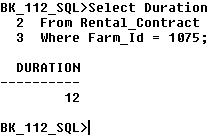 BK_112_SQL>Select Duration
  2  From Rental_Contract
  3  Where Farm_Id = 1075;

  DURATION
----------
        12

BK_112_SQL>